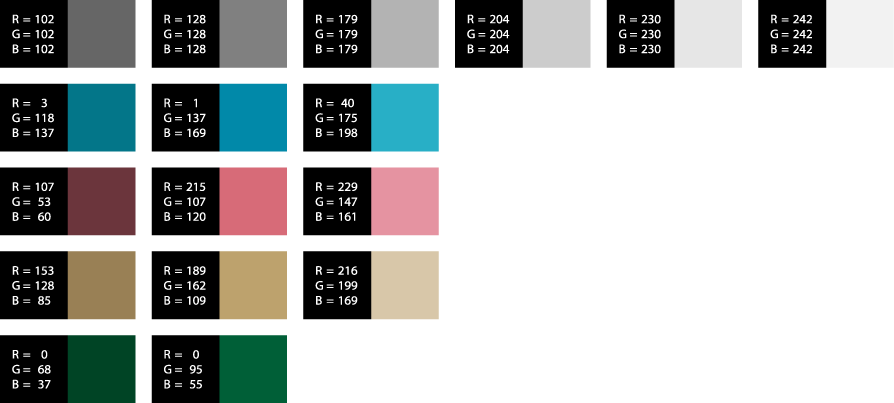 R = 102
G = 102
B = 102
R = 128
G = 128
B = 128
R = 179
G = 179
B = 179
R = 204
G = 204
B = 204
R = 230
G = 230
B = 230
R = 242
G = 242
B = 242
R = 3
G = 118
B = 137
R = 1
G = 137
B = 169
R = 40
G = 175
B = 198
R = 107
G = 53
B = 60
R = 215
G = 107
B = 120
R = 229
G = 147
B = 161
R = 153
G = 128
B = 85
R = 189
G = 162
B = 109
R = 216
G = 199
B = 169
R = 0
G = 68
B = 37
R = 0
G = 95
B = 55